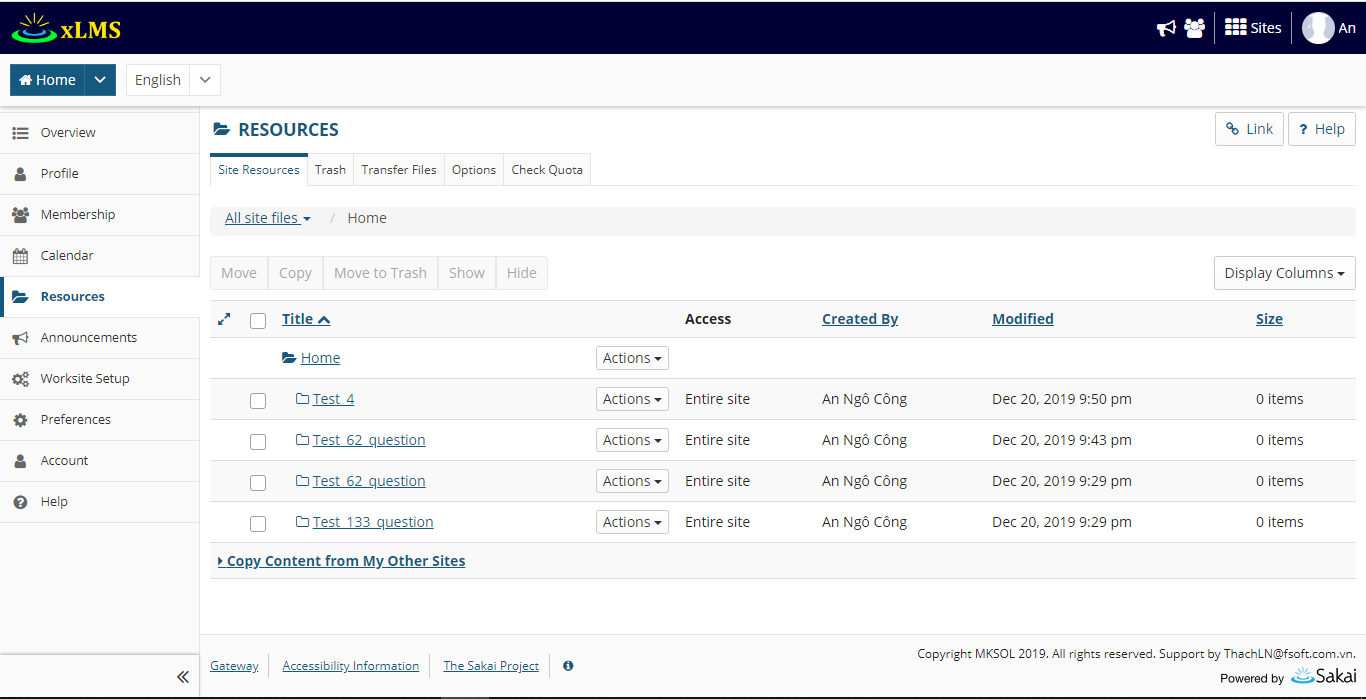 xLMS Sites An
Home English
Overview
Profile
Membership
Calendar
Resources
Announcements
Worksite Setup
Preferences
Account
Help
RESOURCES Link ? Help
Site Resources Trash Transfer Files Options Check Quota
All site files / Home
Move Copy Move to Trash Show Hide Display Columns
Title Access Created By Modified Size
Home Actions
Test_4 Actions Entire site An Ngô Công Dec 20, 2019 9:50 pm 0 items
Test_62_question Actions Entire site An Ngô Công Dec 20, 2019 9:43 pm 0 items
Test_62_question Actions Entire site An Ngô Công Dec 20, 2019 9:29 pm 0 items
Test_133_question Actions Entire site An Ngô Công Dec 20, 2019 9:29 pm 0 items
Copy Content from My Other Sites
Gateway Accessibility Information The Sakai Project
Copyright MKSOL 2019. All rights reserved. Support by ThachLN@fsoft.com.vn.
Powered by Sakai